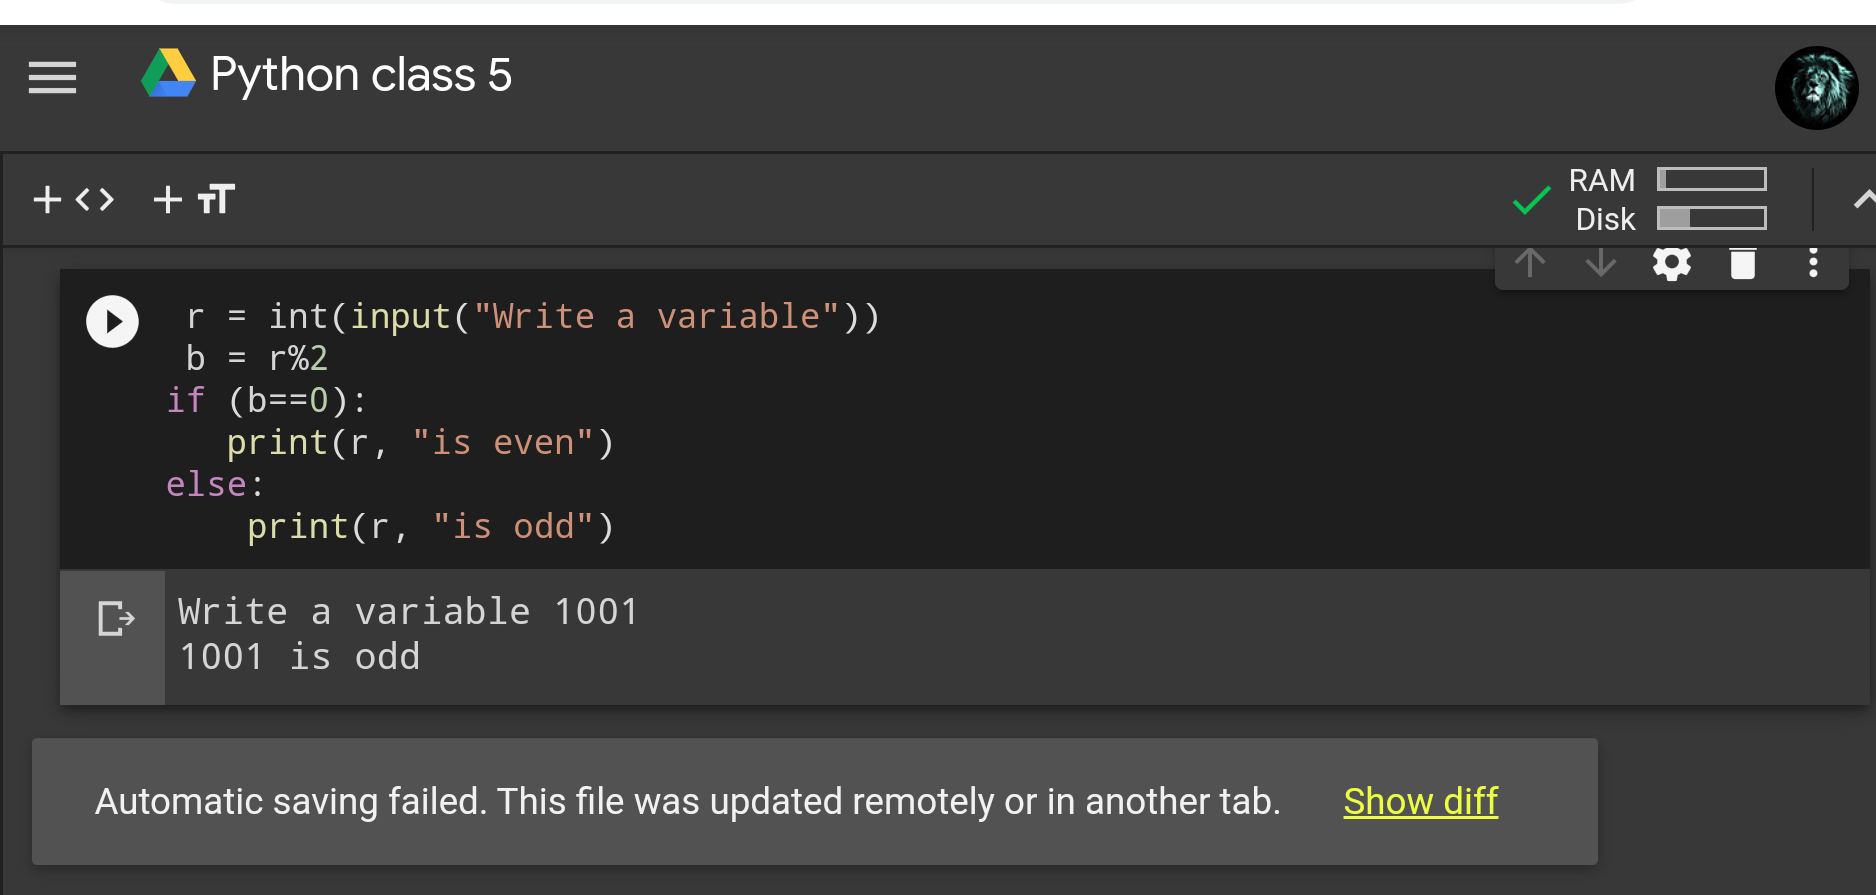 Python class 5
RAM
Disk
r = int(input("Write a variable"))
b = r%2
if (b==0):
print(r, "is even")
else:
print(r, "is odd")
Write a variable 1001
1001 is odd
Automatic saving failed. This file was updated remotely or in another tab. Show diff